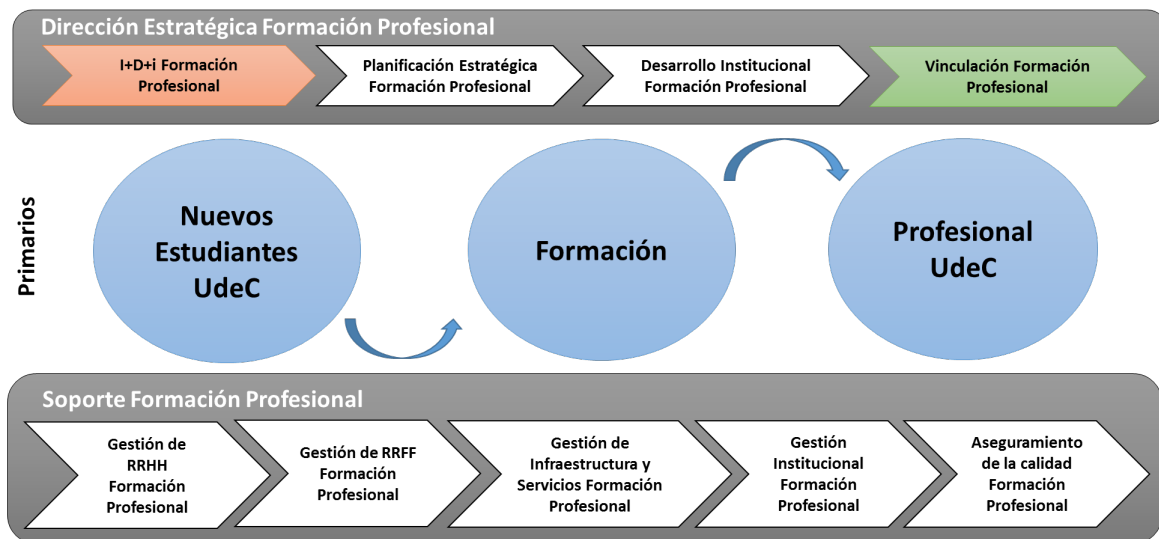 Dirección Estratégica Formación Profesional
I+D+i Formación
Profesional
Planificación Estratégica
Formación Profesional
Desarrollo Institucional
Formación Profesional
Vinculación Formación
Profesional
Primarios
Nuevos
Estudiantes
UdeC
Formación
Profesional
UdeC
Soporte Formación Profesional
Gestión de
RRHH
Formación
Profesional
Gestión de RRFF
Formación
Profesional
Gestión de
Infraestructura y
Servicios Formación
Profesional
Gestión
Institucional
Formación
Profesional
Aseguramiento
de la calidad
Formación
Profesional